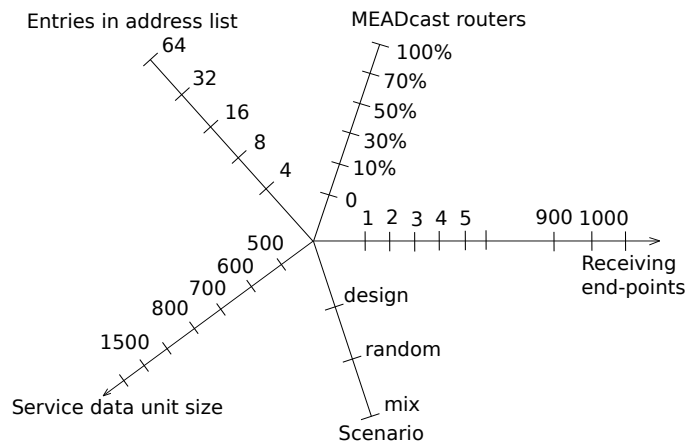 Entries in address list
MEADcast routers
64
32
16
8
4
100%
70%
50%
30%
10%
0
1 2 3 4 5 900 1000
Receiving
end-points
500
600
700
800
1500
Service data unit size
design
random
mix
Scenario